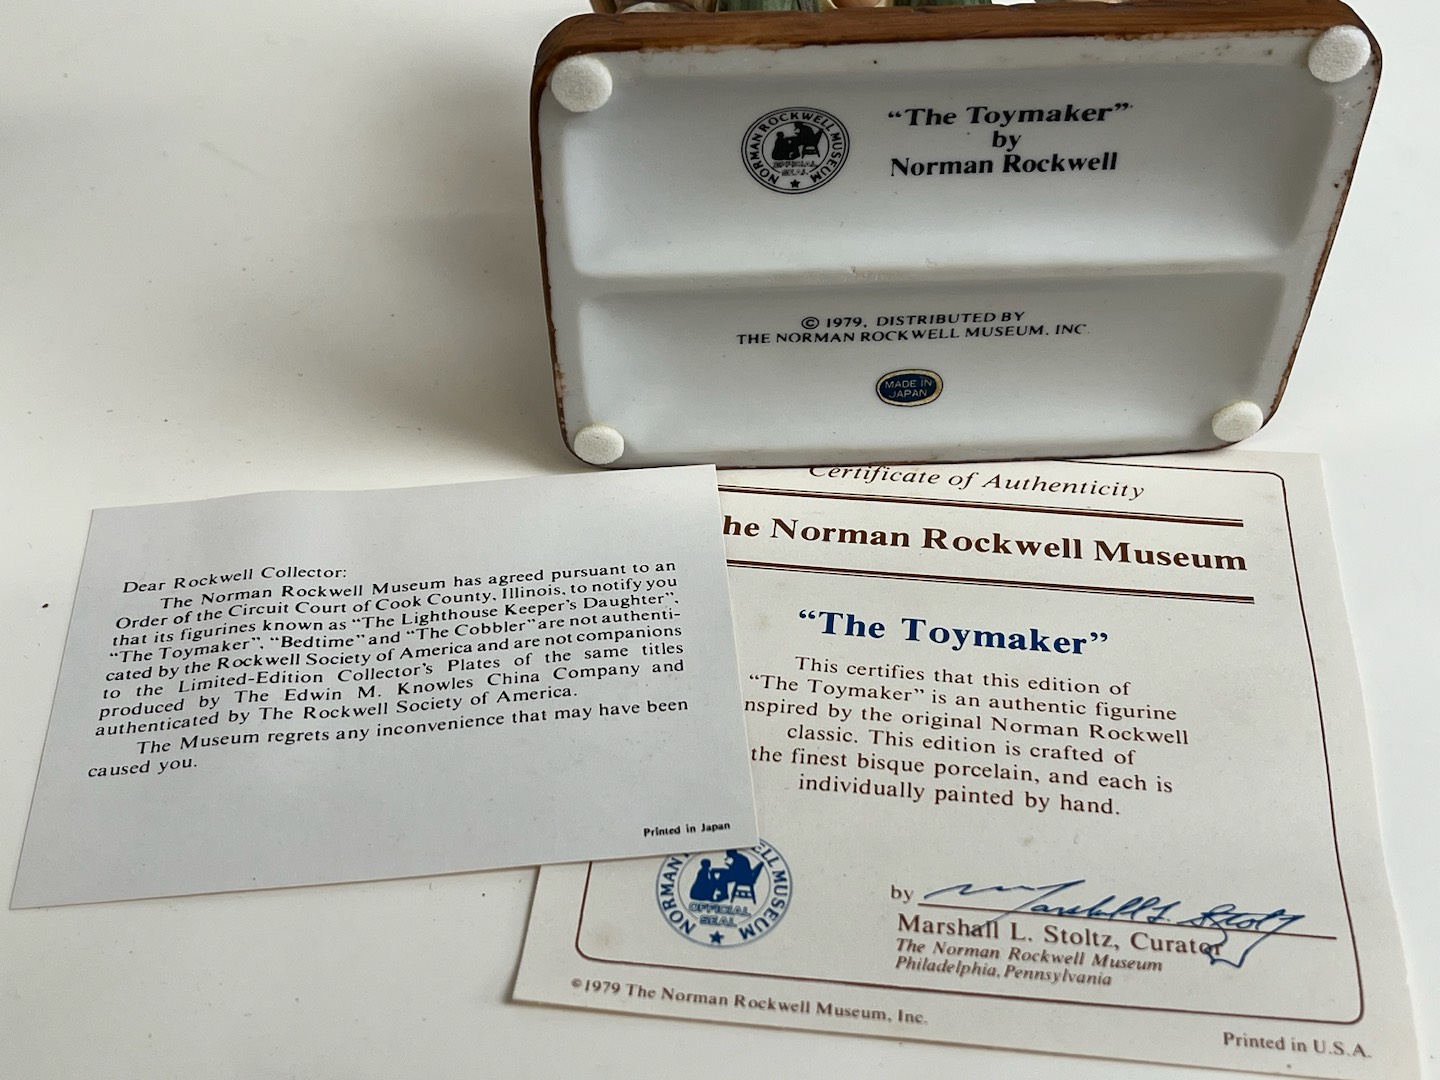 NORMAN ROCKWELL MUSEUM
OFFICIAL
SEAL
“The Toymaker”
by
Norman Rockwell
© 1979, DISTRIBUTED BY
THE NORMAN ROCKWELL MUSEUM, INC.
MADE IN
JAPAN
Dear Rockwell Collector:
The Norman Rockwell Museum has agreed pursuant to an
Order of the Circuit Court of Cook County, Illinois, to notify you
that its figurines known as “The Lighthouse Keeper's Daughter”,
“The Toymaker”, “Bedtime” and “The Cobbler” are not authenti-
cated by the Rockwell Society of America and are not companions
to the Limited-Edition Collector's Plates of the same titles
produced by The Edwin M. Knowles China Company and
authenticated by The Rockwell Society of America.
The Museum regrets any inconvenience that may have been
caused you.
Printed in Japan
Certificate of Authenticity
he Norman Rockwell Museum
“The Toymaker”
This certifies that this edition of
“The Toymaker” is an authentic figurine
nspired by the original Norman Rockwell
classic. This edition is crafted of
the finest bisque porcelain, and each is
individually painted by hand.
NORMAN ELL MUSEUM
OFFICIAL
SEAL
by Marshall L. Stoltz
Marshall L. Stoltz, Curator
The Norman Rockwell Museum
Philadelphia, Pennsylvania
©1979 The Norman Rockwell Museum, Inc.
Printed in U.S.A.